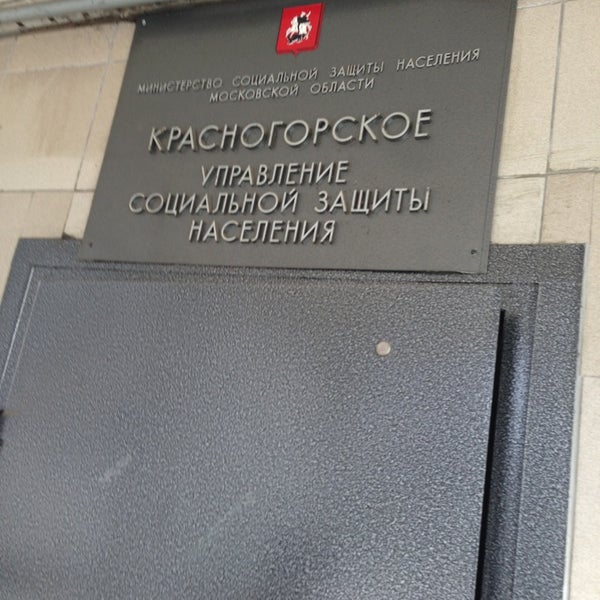 МИНИСТЕРСТВО СОЦИАЛЬНОЙ ЗАЩИТЫ НАСЕЛЕНИЯ
МОСКОВСКОЙ ОБЛАСТИ
КРАСНОГОРСКОЕ
УПРАВЛЕНИЕ
СОЦИАЛЬНОЙ ЗАЩИТЫ
НАСЕЛЕНИЯ